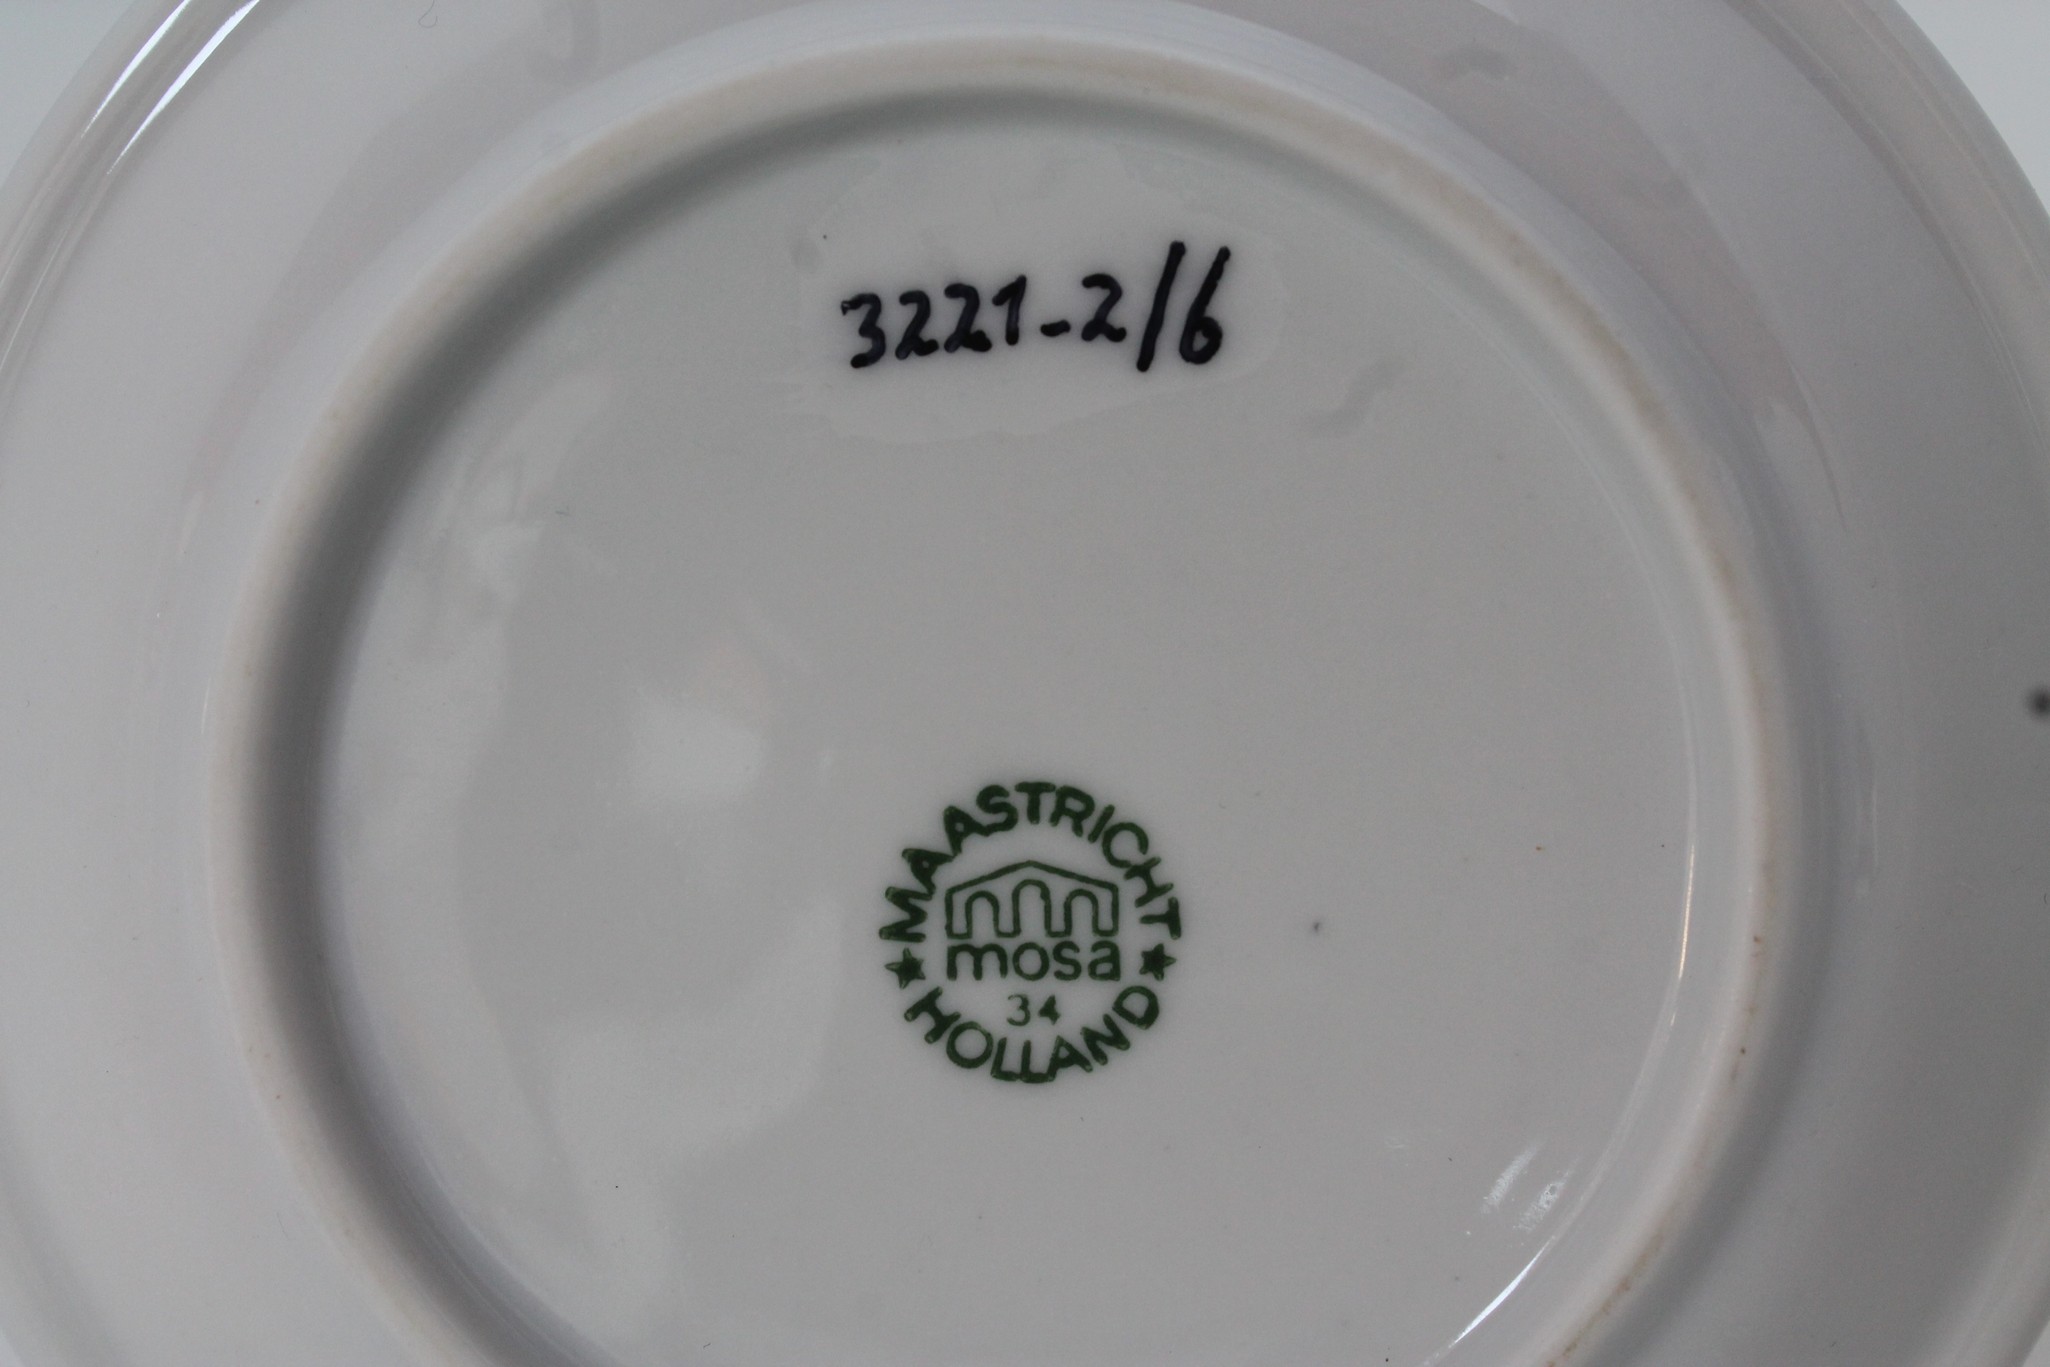 3221-2/6
MAASTRICHT
mosa
34
★ HOLLAND ★